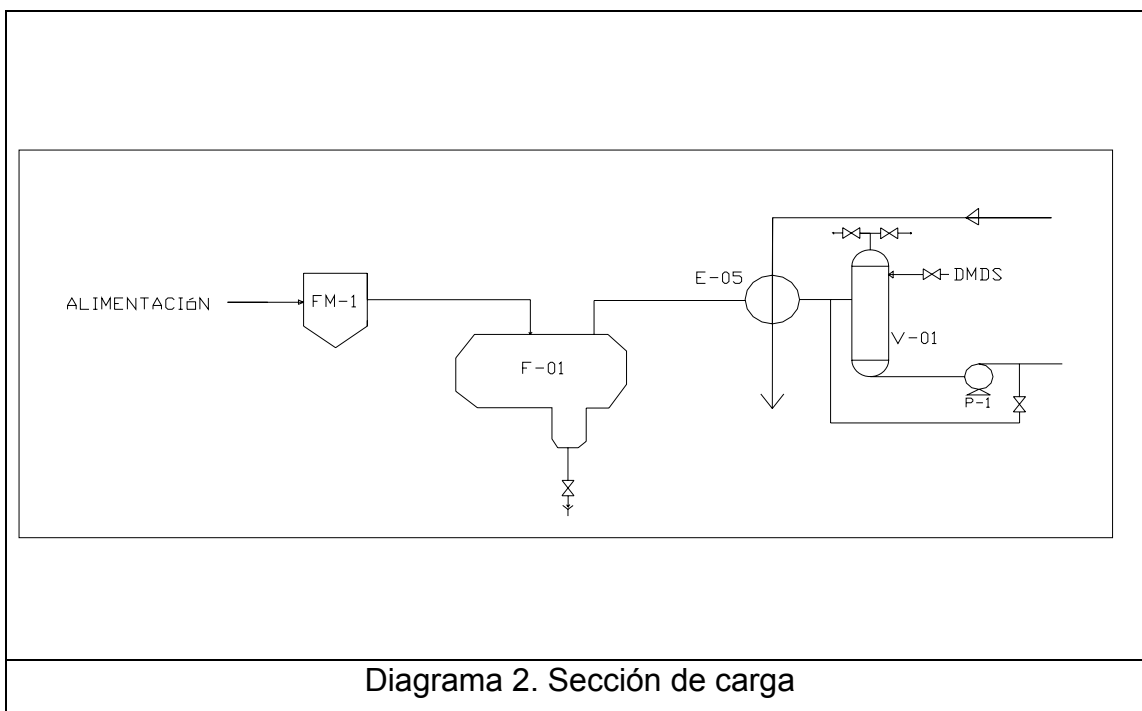 ALIMENTACIóN
FM-1
F-01
E-05
DMDS
V-01
P-1
Diagrama 2. Sección de carga